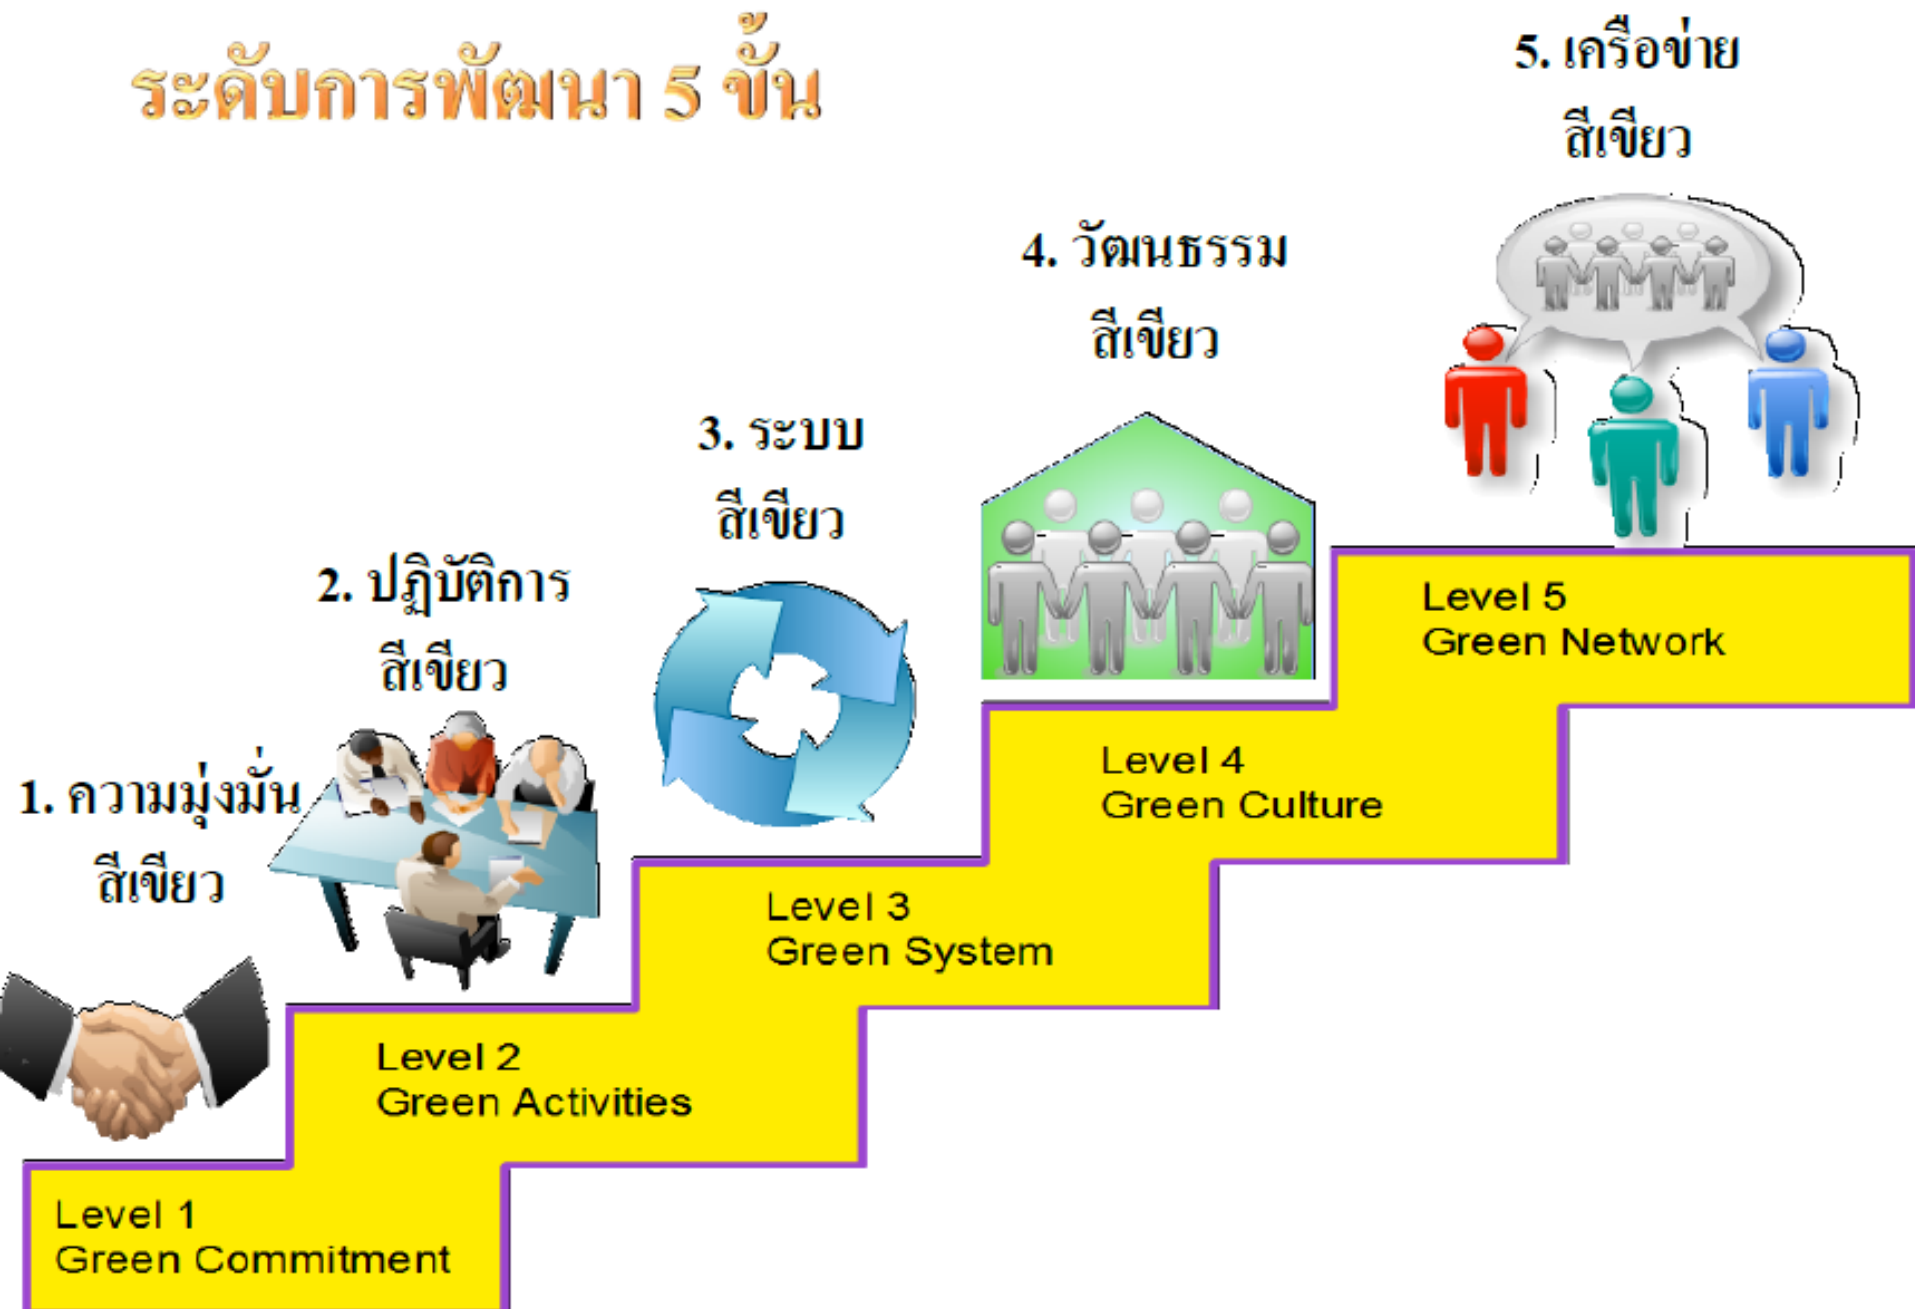 ระดับการพัฒนา 5 ขั้น
1. ความมุ่งมั่น
สีเขียว
2. ปฏิบัติการ
สีเขียว
3. ระบบ
สีเขียว
4. วัฒนธรรม
สีเขียว
5. เครือข่าย
สีเขียว
Level 1
Green Commitment
Level 2
Green Activities
Level 3
Green System
Level 4
Green Culture
Level 5
Green Network